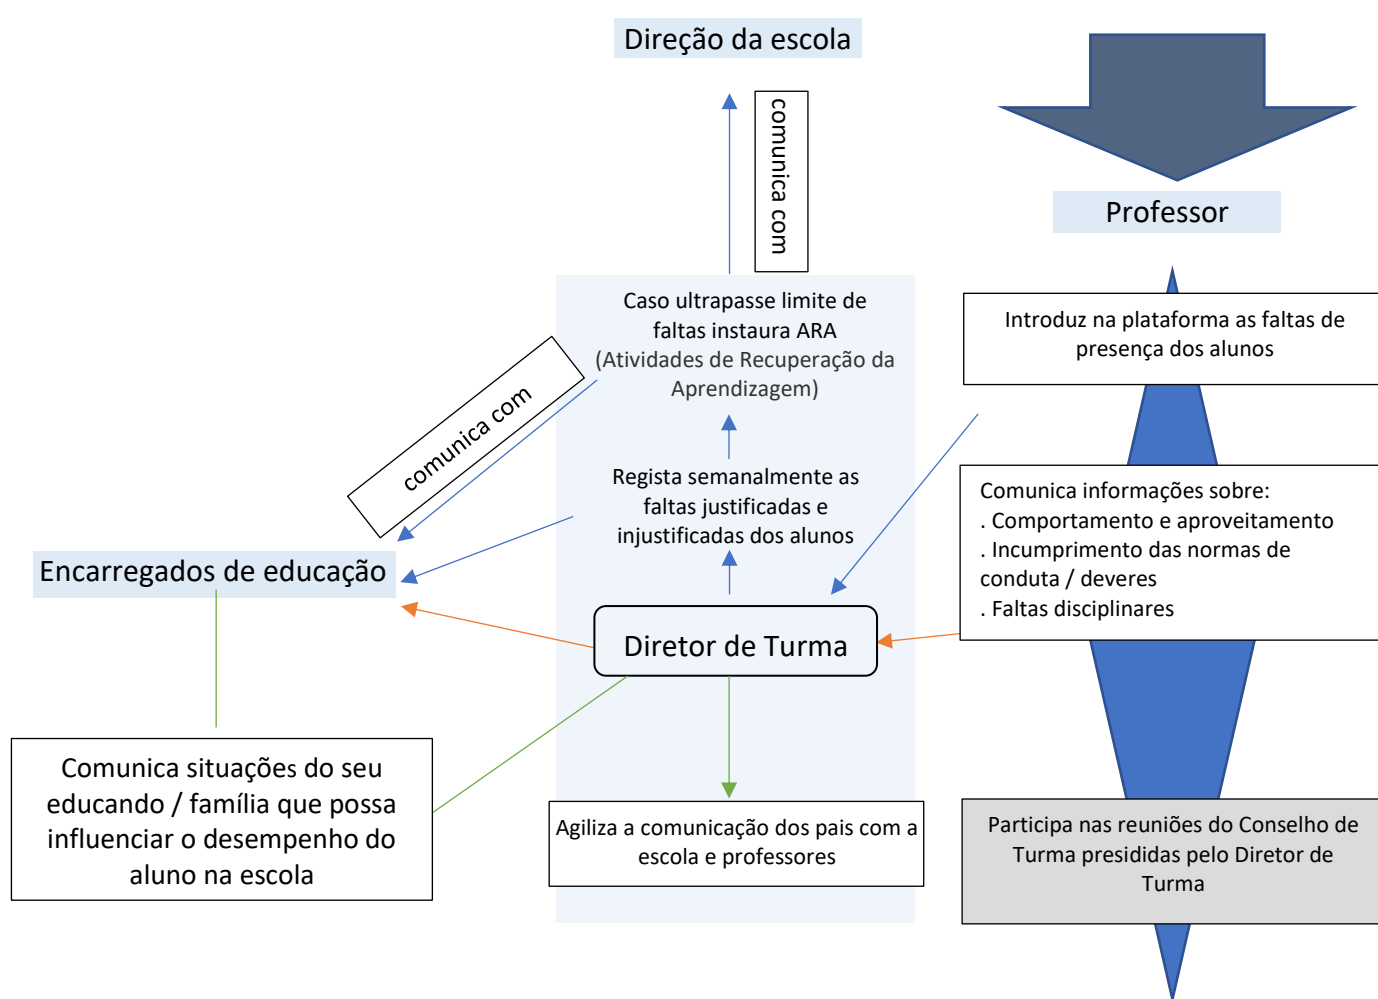 Direção da escola
comunica com
Professor
Caso ultrapasse limite de
faltas instaura ARA
(Atividades de Recuperação da
Aprendizagem)
Introduz na plataforma as faltas de
presença dos alunos
comunica com
Regista semanalmente as
faltas justificadas e
injustificadas dos alunos
Comunica informações sobre:
. Comportamento e aproveitamento
. Incumprimento das normas de
conduta / deveres
. Faltas disciplinares
Encarregados de educação
Diretor de Turma
Comunica situações do seu
educando / família que possa
influenciar o desempenho do
aluno na escola
Agiliza a comunicação dos pais com a
escola e professores
Participa nas reuniões do Conselho de
Turma presididas pelo Diretor de
Turma